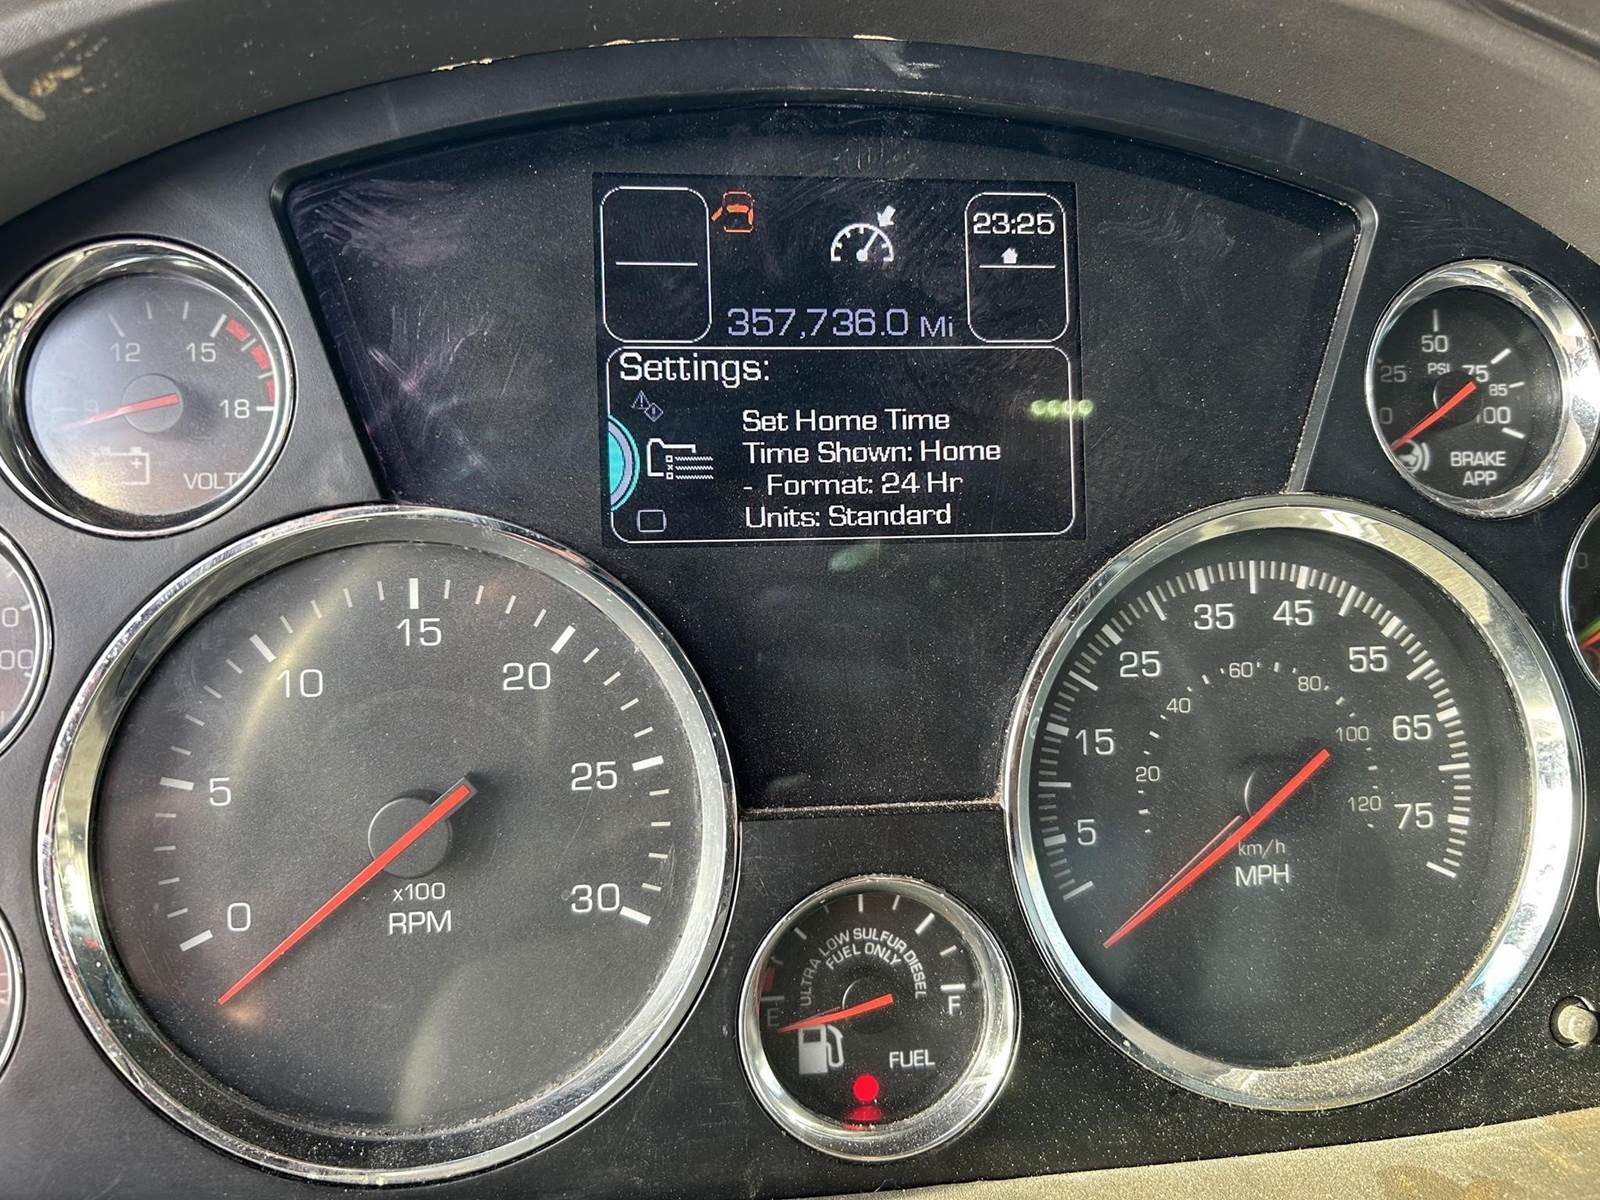 23:25
357,736.0 Mi
Settings:
Set Home Time
Time Shown: Home
- Format: 24 Hr
Units: Standard
12
15
18
9
VOLTS
50
25
PSI
75
85
0
100
BRAKE
APP
0
5
10
15
20
25
30
x100
RPM
5
15
25
35
45
55
65
75
20
40
60
80
100
120
km/h
MPH
ULTRA LOW SULFUR DIESEL
FUEL ONLY
E
F
FUEL